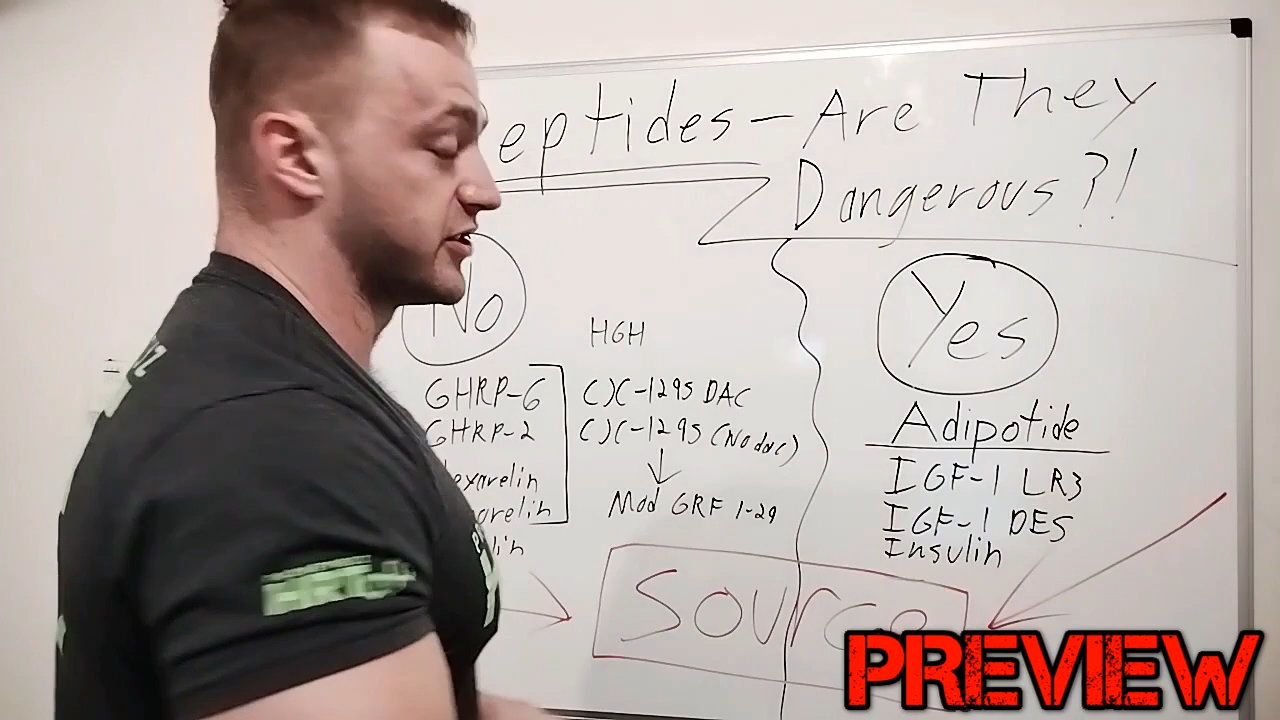 eptides - Are They
Dangerous?!
No
HGH
GHRP-6
GHRP-2
exarelin
orelin
lin
CJC-1295 DAC
CJC-1295 (No dac)
Mod GRF 1-29
Yes
Adipotide
IGF-1 LR3
IGF-1 DES
Insulin
Source
PREVIEW